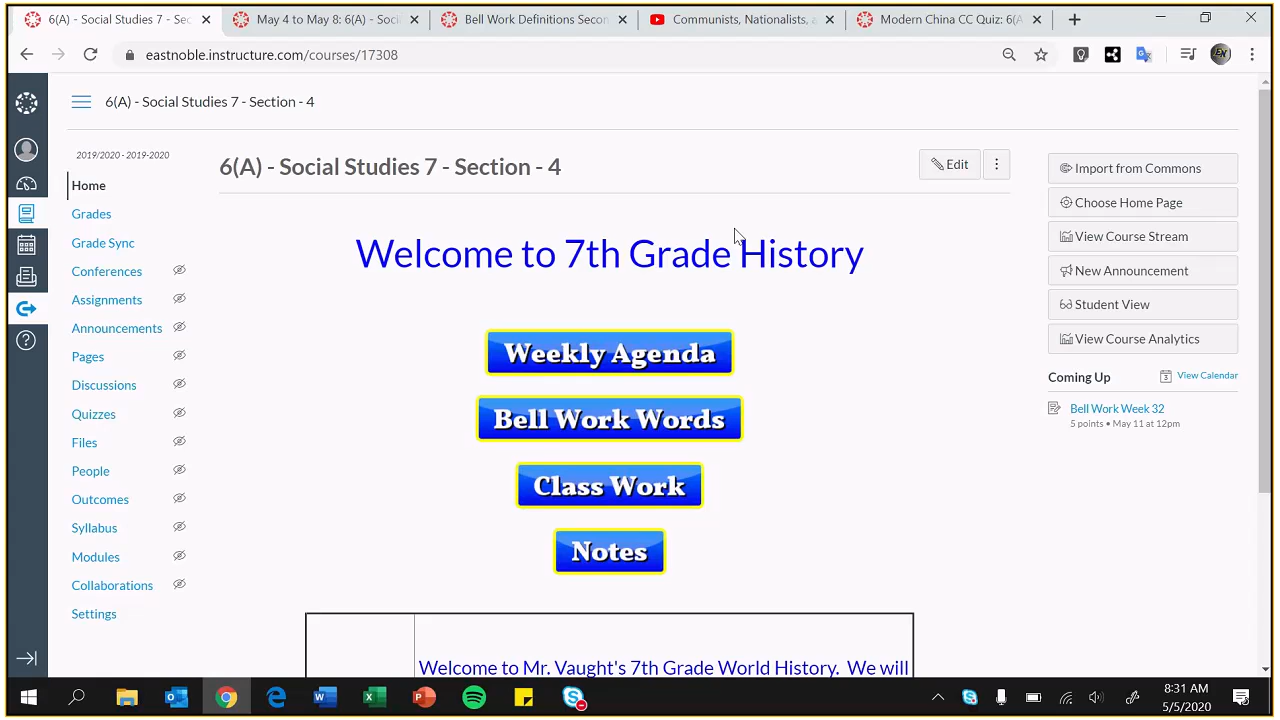 6(A) - Social Studies 7 - Sec
May 4 to May 8: 6(A) - Soci
Bell Work Definitions Secon
Communists, Nationalists, a
Modern China CC Quiz: 6(A
eastnoble.instructure.com/courses/17308
6(A) - Social Studies 7 - Section - 4
2019/2020 - 2019-2020
Home
Grades
Grade Sync
Conferences
Assignments
Announcements
Pages
Discussions
Quizzes
Files
People
Outcomes
Syllabus
Modules
Collaborations
Settings
6(A) - Social Studies 7 - Section - 4
Edit
Welcome to 7th Grade History
Weekly Agenda
Bell Work Words
Class Work
Notes
Welcome to Mr. Vaught's 7th Grade World History. We will
Import from Commons
Choose Home Page
View Course Stream
New Announcement
Student View
View Course Analytics
Coming Up
View Calendar
Bell Work Week 32
5 points • May 11 at 12pm
8:31 AM
5/5/2020